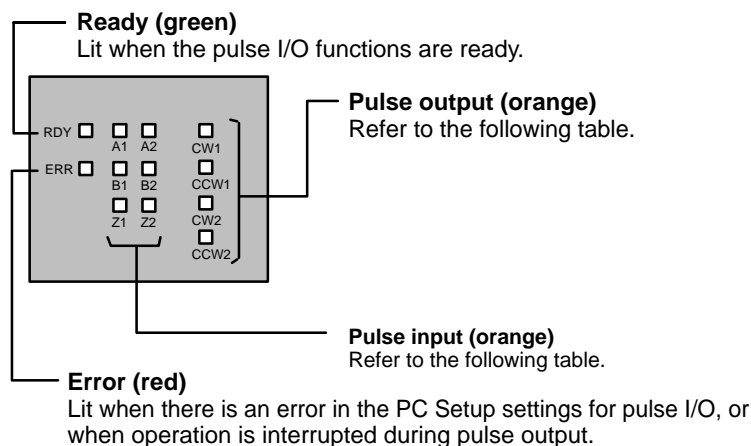 Ready (green)
Lit when the pulse I/O functions are ready.
Pulse output (orange)
Refer to the following table.
RDY
A1 A2
CW1
ERR
B1 B2
CCW1
Z1 Z2
CW2
CCW2
Pulse input (orange)
Refer to the following table.
Error (red)
Lit when there is an error in the PC Setup settings for pulse I/O, or
when operation is interrupted during pulse output.